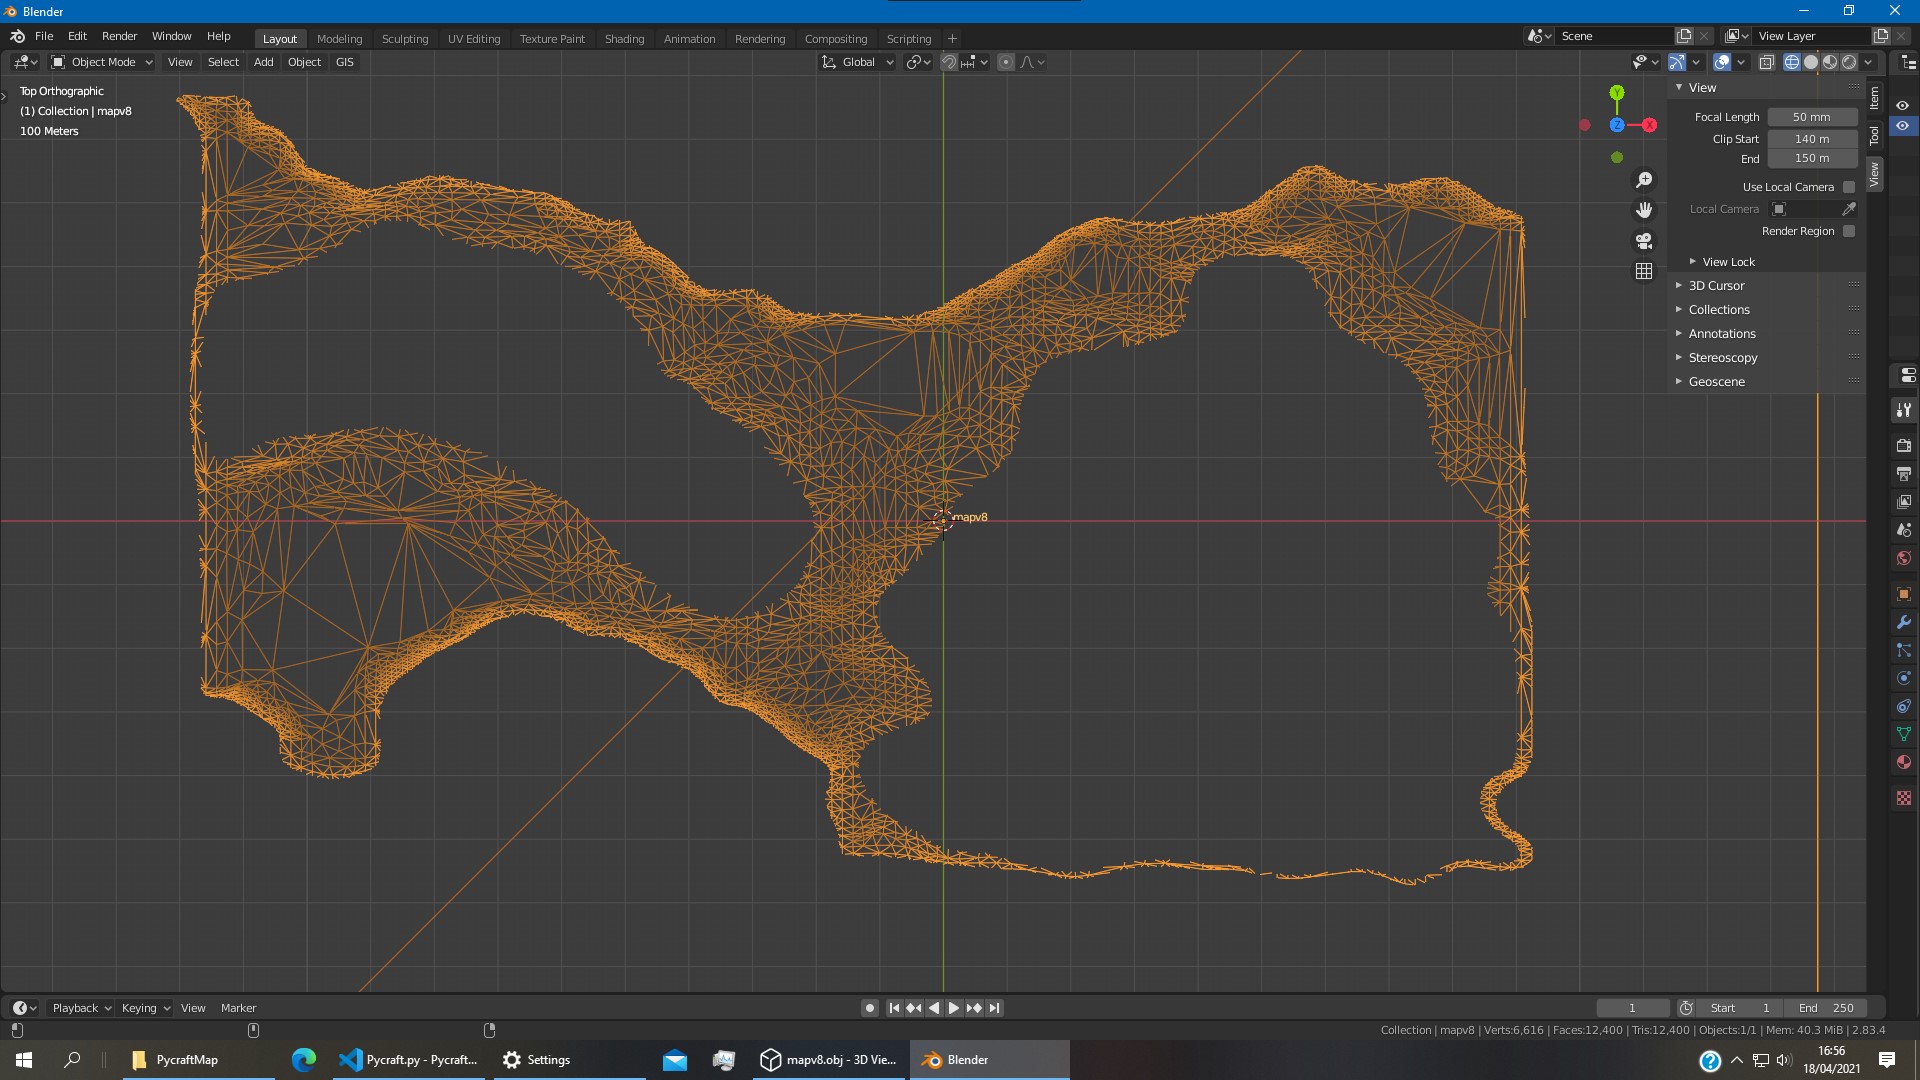 Blender
File Edit Render Window Help
Layout Modeling Sculpting UV Editing Texture Paint Shading Animation Rendering Compositing Scripting +
Scene
View Layer
Object Mode View Select Add Object GIS
Global
Top Orthographic
(1) Collection | mapv8
100 Meters
Y
Z
X
View
Focal Length 50 mm
Clip Start 140 m
End 150 m
Use Local Camera
Local Camera
Render Region
View Lock
3D Cursor
Collections
Annotations
Stereoscopy
Geoscene
Item
Tool
View
mapv8
Playback Keying View Marker
1
Start 1
End 250
Collection | mapv8 | Verts:6,616 | Faces:12,400 | Tris:12,400 | Objects:1/1 | Mem: 40.3 MiB | 2.83.4
PycraftMap
Pycraft.py - Pycraft...
Settings
mapv8.obj - 3D Vie...
Blender
16:56
18/04/2021